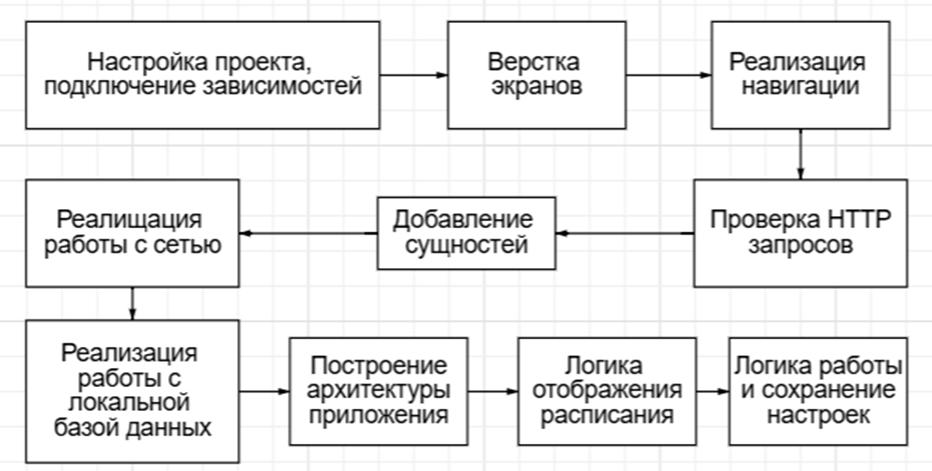 Настройка проекта,
подключение зависимостей
Верстка
экранов
Реализация
навигации
Проверка HTTP
запросов
Добавление
сущностей
Реалищация
работы с сетью
Реализация
работы с
локальной
базой данных
Построение
архитектуры
приложения
Логика
отображения
расписания
Логика работы
и сохранение
настроек